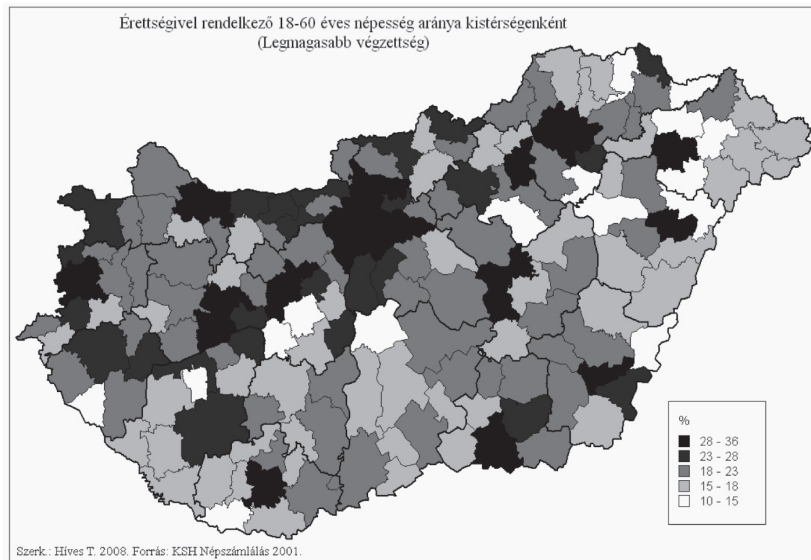 Érettségivel rendelkező 18-60 éves népesség aránya kistérségenként
(Legmagasabb végzettség)
%
28 - 36
23 - 28
18 - 23
15 - 18
10 - 15
Szerk.: Híves T. 2008. Forrás: KSH Népszámlálás 2001.